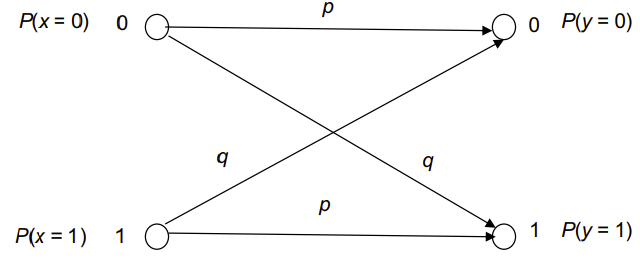 P(x = 0) 0 p 0 P(y = 0)
q q
P(x = 1) 1 p 1 P(y = 1)